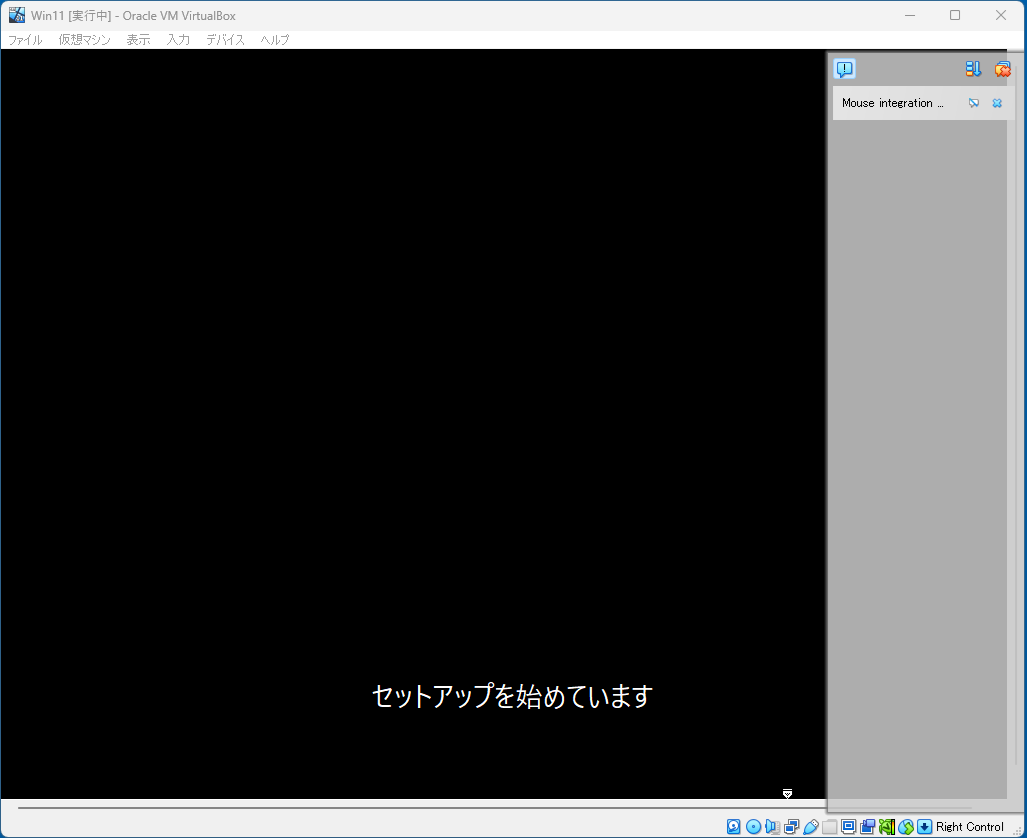 Win11 [実行中] - Oracle VM VirtualBox
ファイル 仮想マシン 表示 入力 デバイス ヘルプ
Mouse integration ...
セットアップを始めています
Right Control